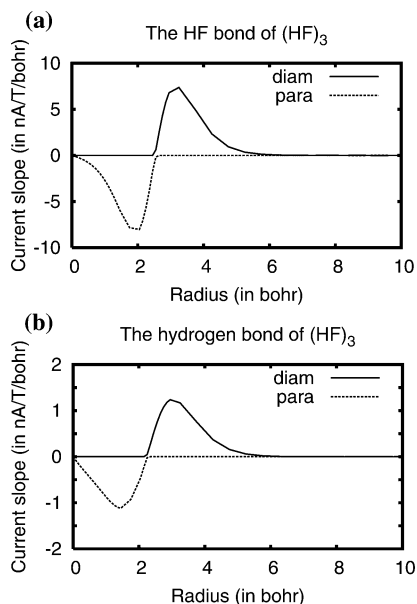 (a)
The HF bond of (HF)3
Current slope (in nA/T/bohr)
10
5
0
-5
-10
diam
para
0 2 4 6 8 10
Radius (in bohr)
(b)
The hydrogen bond of (HF)3
Current slope (in nA/T/bohr)
2
1
0
-1
-2
diam
para
0 2 4 6 8 10
Radius (in bohr)